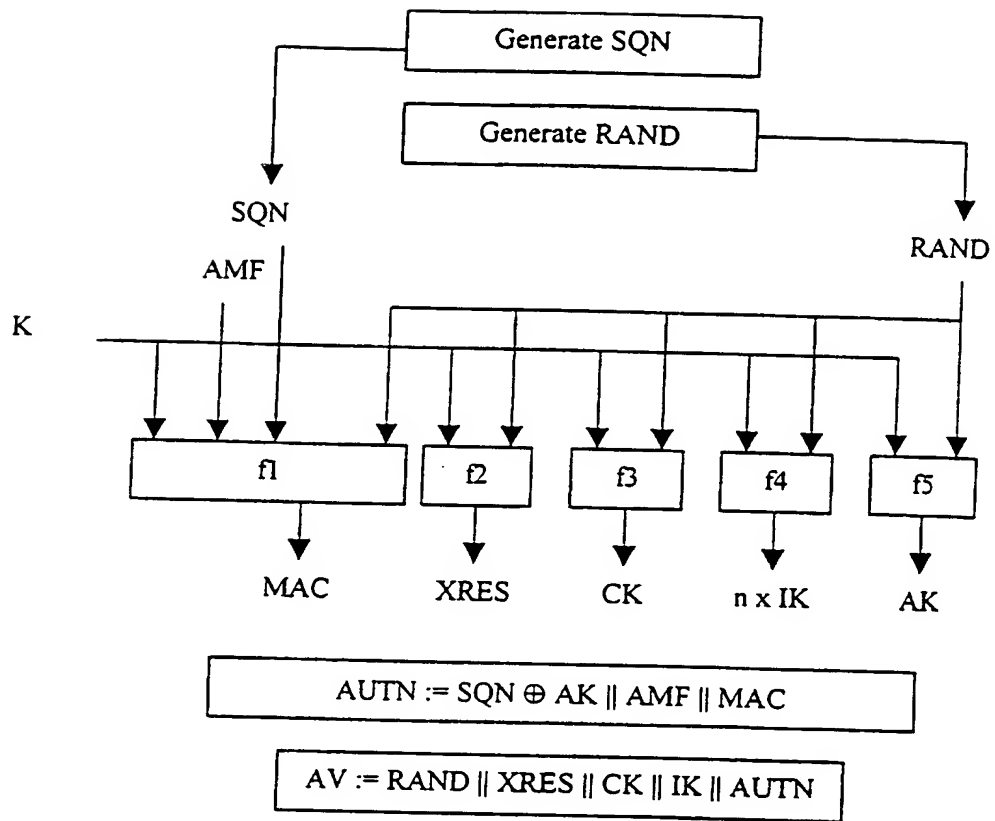 Generate SQN
Generate RAND
SQN
RAND
AMF
K
f1
f2
f3
f4
f5
MAC
XRES
CK
n x IK
AK
AUTN := SQN ⊕ AK || AMF || MAC
AV := RAND || XRES || CK || IK || AUTN